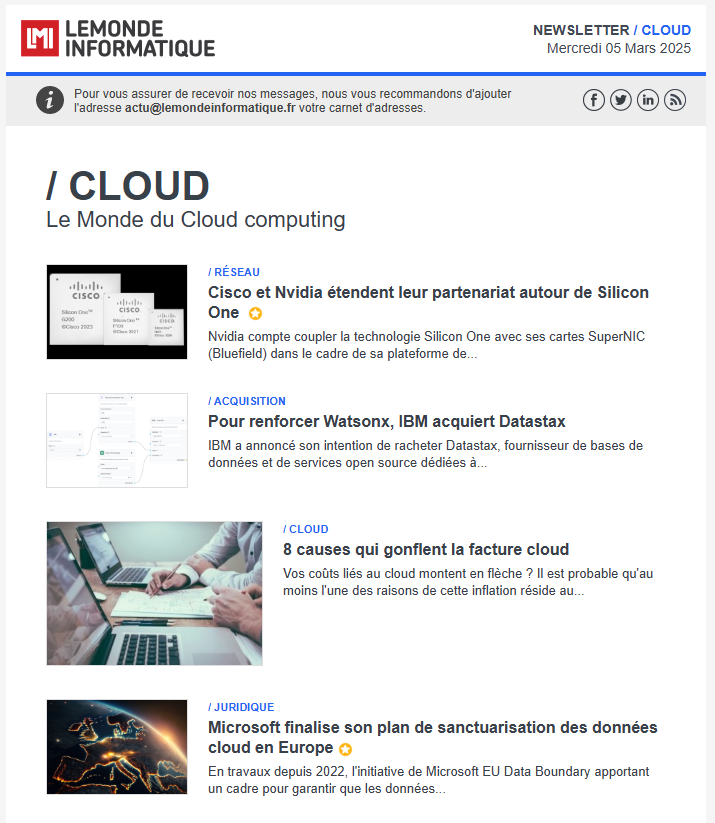 LMI LEMONDE
INFORMATIQUE
NEWSLETTER / CLOUD
Mercredi 05 Mars 2025
Pour vous assurer de recevoir nos messages, nous vous recommandons d'ajouter
l'adresse actu@lemondeinformatique.fr votre carnet d'adresses.
/ CLOUD
Le Monde du Cloud computing
CISCO
Silicon One™
G200
©Cisco 2023
CISCO
Silicon One™
©Cisco 2021
CISCO
/ RÉSEAU
Cisco et Nvidia étendent leur partenariat autour de Silicon
One
Nvidia compte coupler la technologie Silicon One avec ses cartes SuperNIC
(Bluefield) dans le cadre de sa plateforme de...
/ ACQUISITION
Pour renforcer Watsonx, IBM acquiert Datastax
IBM a annoncé son intention de racheter Datastax, fournisseur de bases de
données et de services open source dédiées à...
/ CLOUD
8 causes qui gonflent la facture cloud
Vos coûts liés au cloud montent en flèche ? Il est probable qu'au
moins l'une des raisons de cette inflation réside au...
/ JURIDIQUE
Microsoft finalise son plan de sanctuarisation des données
cloud en Europe
En travaux depuis 2022, l'initiative de Microsoft EU Data Boundary apportant
un cadre pour garantir que les données...